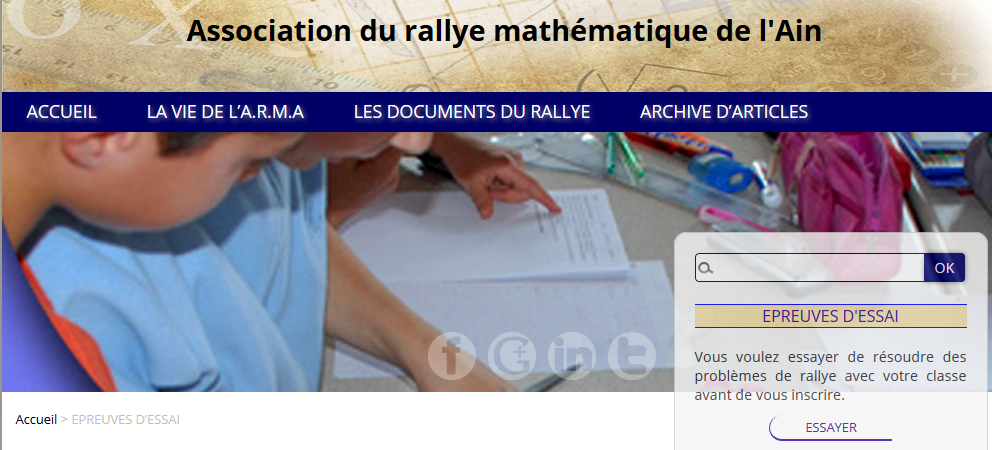 Association du rallye mathématique de l'Ain
ACCUEIL LA VIE DE L’A.R.M.A LES DOCUMENTS DU RALLYE ARCHIVE D’ARTICLES
OK
EPREUVES D'ESSAI
Vous voulez essayer de résoudre des
problèmes de rallye avec votre classe
avant de vous inscrire.
ESSAYER
Accueil > EPREUVES D’ESSAI